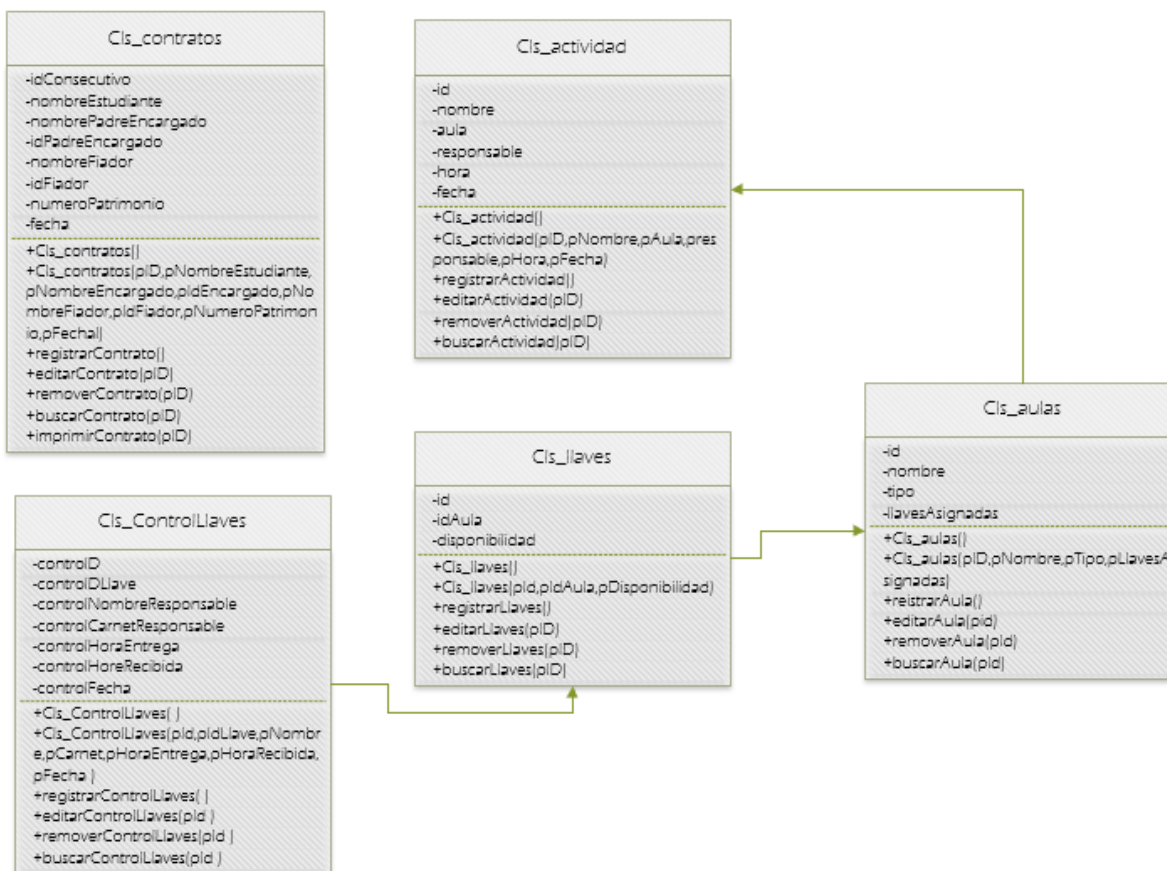 Cls_contratos
-idConsecutivo
-nombreEstudiante
-nombrePadreEncargado
-idPadreEncargado
-nombreFiador
-idFiador
-numeroPatrimonio
-fecha
+Cls_contratos()
+Cls_contratos(pID,pNombreEstudiante,
pNombreEncargado,pIdEncargado,pNo
mbreFiador,pIdFiador,pNumeroPatrimon
io,pFechal)
+registrarContrato()
+editarContrato(pID)
+removerContrato(pID)
+buscarContrato(pID)
+imprimirContrato(pID)
Cls_actividad
-id
-nombre
-aula
-responsable
-hora
-fecha
+Cls_actividad()
+Cls_actividad(pID,pNombre,pAula,pres
ponsable,pHora,pFecha)
+registrarActividad()
+editarActividad(pID)
+removerActividad(pID)
+buscarActividad(pID)
Cls_aulas
-id
-nombre
-tipo
-llavesAsignadas
+Cls_aulas()
+Cls_aulas(pID,pNombre,pTipo,pLlavesA
signadas)
+reistrarAula()
+editarAula(pid)
+removerAula(pId)
+buscarAula(pId)
Cls_llaves
-id
-idAula
-disponibilidad
+Cls_llaves()
+Cls_llaves(pId,pIdAula,pDisponibilidad)
+registrarLlaves()
+editarLlaves(pID)
+removerLlaves(pID)
+buscarLlaves(pID)
Cls_ControlLlaves
-controlD
-controlDLlave
-controlNombreResponsable
-controlCarnetResponsable
-controlHoraEntrega
-controlHoreRecibida
-controlFecha
+Cls_ControlLlaves( )
+Cls_ControlLlaves(pId,pIdLlave,pNombr
e,pCarnet,pHoraEntrega,pHoraRecibida,
pFecha )
+registrarControlLlaves( )
+editarControlLlaves(pId )
+removerControlLlaves(pId )
+buscarControlLlaves(pId )